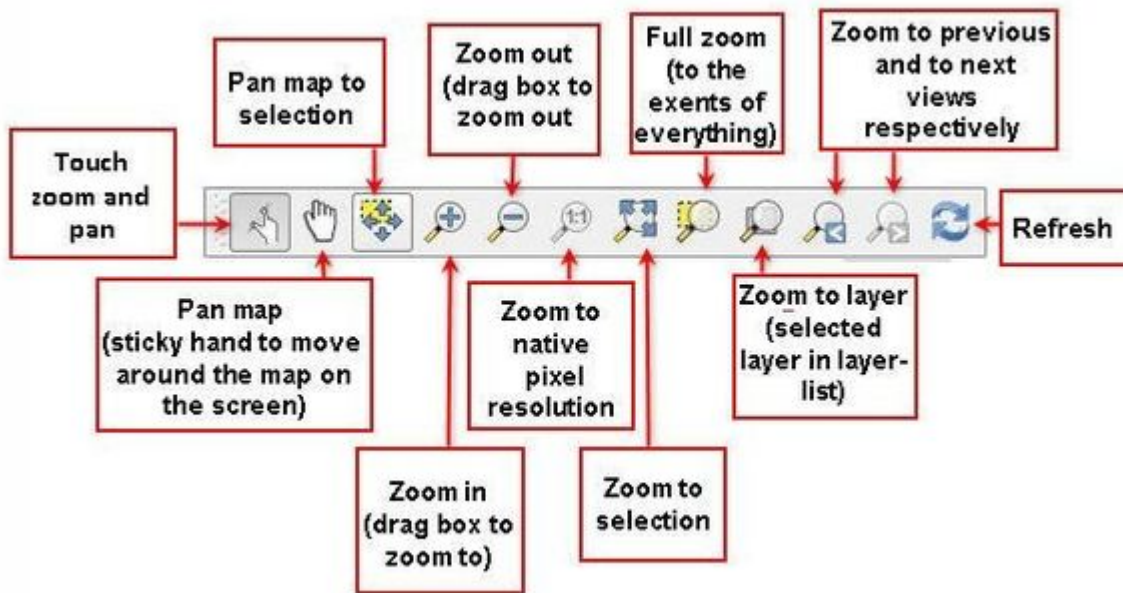 Touch
zoom and
pan
Pan map to
selection
Zoom out
(drag box to
zoom out
Full zoom
(to the
exents of
everything)
Zoom to previous
and to next
views
respectively
1:1
Refresh
Pan map
(sticky hand to move
around the map on
the screen)
Zoom in
(drag box to
zoom to)
Zoom to
native
pixel
resolution
Zoom to
selection
Zoom to layer
(selected
layer in layer-
list)